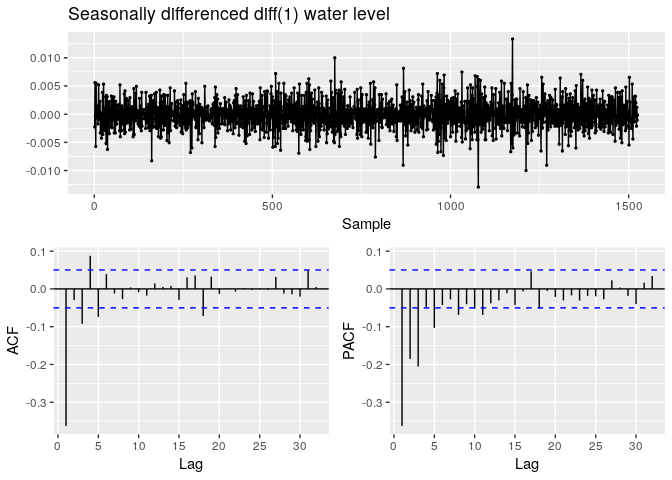 Seasonally differenced diff(1) water level
0.010
0.005
0.000
-0.005
-0.010
0 500 1000 1500
Sample
0.1
0.0
-0.1
-0.2
-0.3
ACF
0 5 10 15 20 25 30
Lag
0.1
0.0
-0.1
-0.2
-0.3
PACF
0 5 10 15 20 25 30
Lag